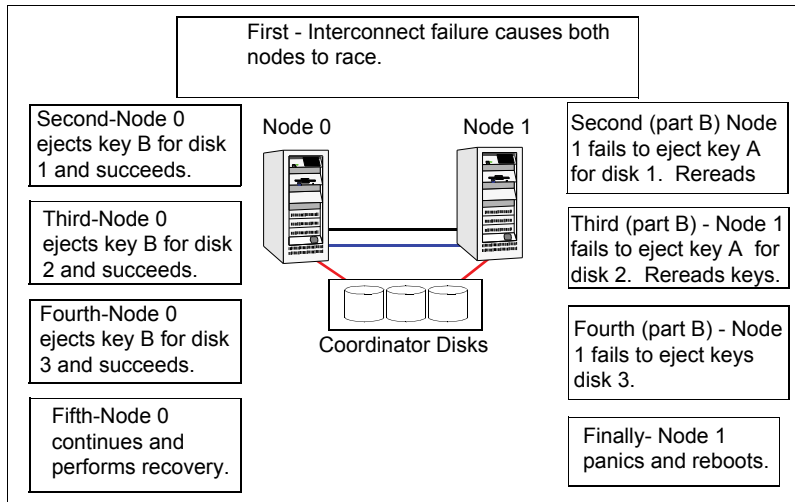 First - Interconnect failure causes both
nodes to race.
Second-Node 0
ejects key B for disk
1 and succeeds.
Third-Node 0
ejects key B for disk
2 and succeeds.
Fourth-Node 0
ejects key B for disk
3 and succeeds.
Fifth-Node 0
continues and
performs recovery.
Node 0
Node 1
Coordinator Disks
Second (part B) Node
1 fails to eject key A
for disk 1.  Rereads
Third (part B) - Node 1
fails to eject key A  for
disk 2.  Rereads keys.
Fourth (part B) - Node
1 fails to eject keys
disk 3.
Finally- Node 1
panics and reboots.